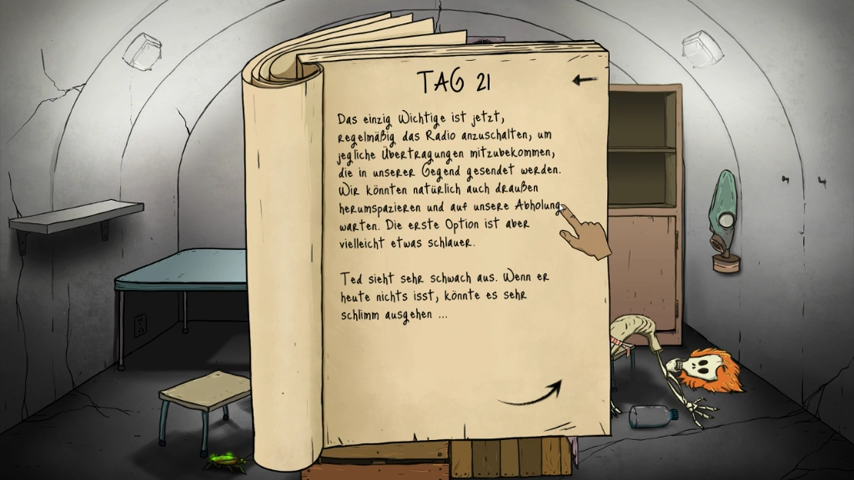 TAG 21
Das einzig Wichtige ist jetzt,
regelmäßig das Radio anzuschalten, um
jegliche Übertragungen mitzubekommen,
die in unserer Gegend gesendet werden.
Wir könnten natürlich auch draußen
herumspazieren und auf unsere Abholung
warten. Die erste Option ist aber
vielleicht etwas schlauer.
Ted sieht sehr schwach aus. Wenn er
heute nichts isst, könnte es sehr
schlimm ausgehen ...